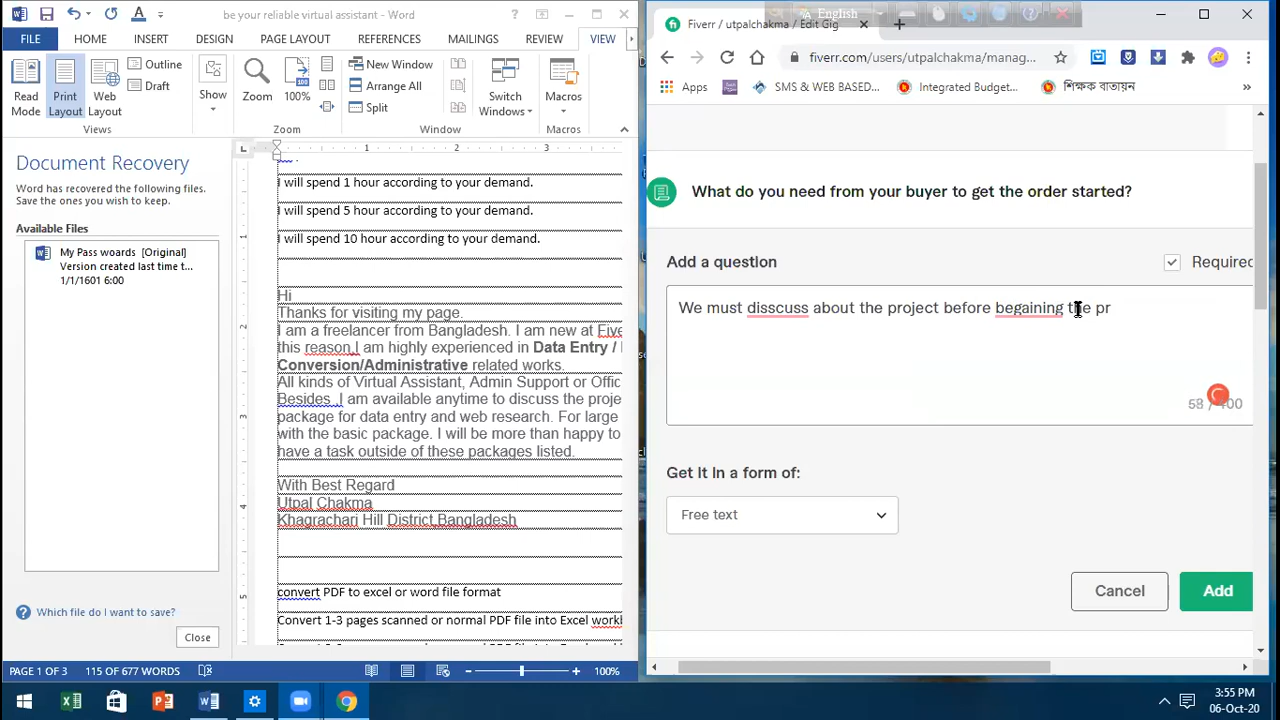 be your reliable virtual assistant - Word
FILE
HOME
INSERT
DESIGN
PAGE LAYOUT
REFERENCES
MAILINGS
REVIEW
VIEW
Read Mode
Print Layout
Web Layout
Outline
Draft
Views
Show
Zoom
100%
Zoom
New Window
Arrange All
Split
Window
Switch Windows
Macros
Macros
Document Recovery
Word has recovered the following files.
Save the ones you wish to keep.
Available Files
My Pass woards [Original]
Version created last time t...
1/1/1601 6:00
Which file do I want to save?
Close
L
1 2 3
1
2
3
4
5
I will spend 1 hour according to your demand.
I will spend 5 hour according to your demand.
I will spend 10 hour according to your demand.
Hi
Thanks for visiting my page.
I am a freelancer from Bangladesh. I am new at Five
this reason,I am highly experienced in Data Entry /
Conversion/Administrative related works.
All kinds of Virtual Assistant, Admin Support or Offic
Besides ,I am available anytime to discuss the proje
package for data entry and web research. For large
with the basic package. I will be more than happy to
have a task outside of these packages listed.
With Best Regard
Utpal Chakma
Khagrachari Hill District,Bangladesh
convert PDF to excel or word file format
Convert 1-3 pages scanned or normal PDF file into Excel work
PAGE 1 OF 3
115 OF 677 WORDS
100%
English
Fiverr / utpalchakma / Edit Gig
fiverr.com/users/utpalchakma/manag...
Apps
SMS & WEB BASED...
Integrated Budget...
শিক্ষক বাতায়ন
»
What do you need from your buyer to get the order started?
Add a question
Required
We must disscuss about the project before begaining the pr
53 / 400
Get It In a form of:
Free text
Cancel
Add
3:55 PM
06-Oct-20